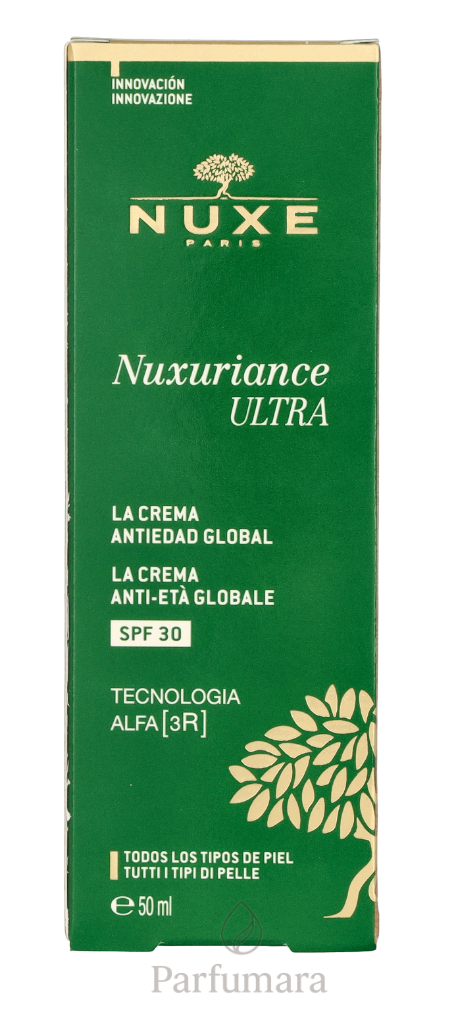 INNOVACIÓN
INNOVAZIONE
NUXE
PARIS
Nuxuriance
ULTRA
LA CREMA
ANTIEDAD GLOBAL
LA CREMA
ANTI-ETÀ GLOBALE
SPF 30
TECNOLOGIA
ALFA [3R]
TODOS LOS TIPOS DE PIEL
TUTTI I TIPI DI PELLE
℮ 50 ml
Parfumara